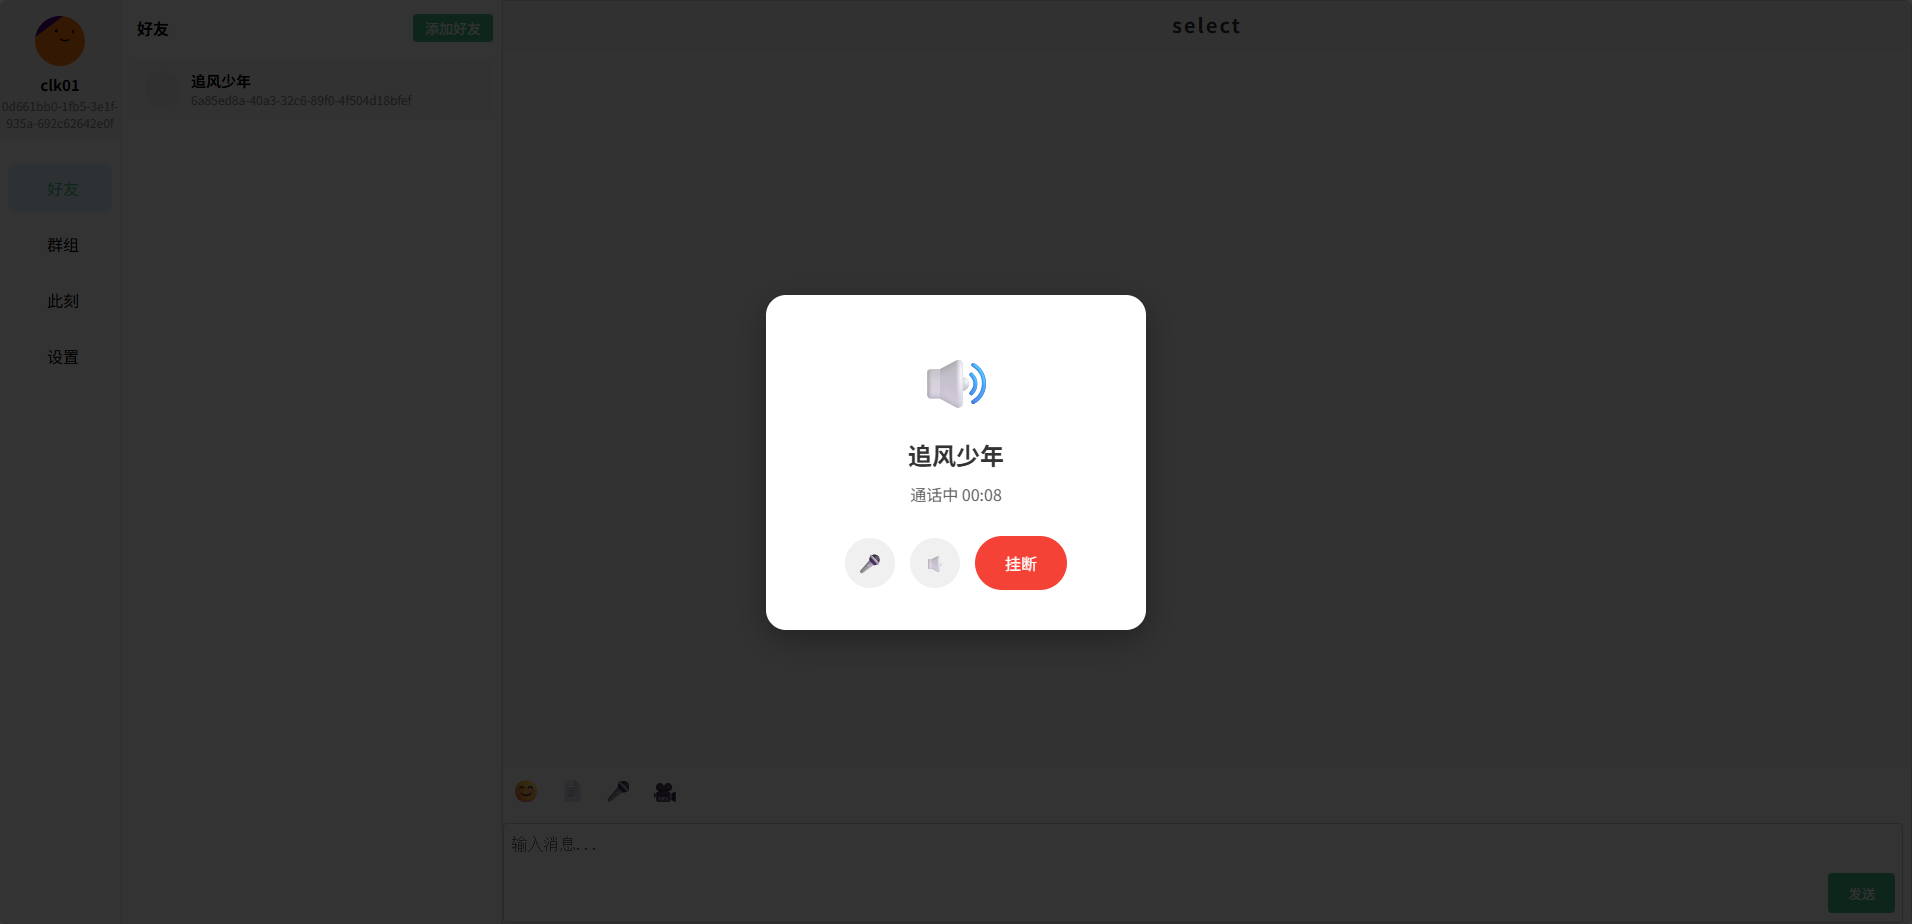 clk01
0d661bb0-1fb5-3e1f-
935a-692c62642e0f
好友
群组
此刻
设置
好友
添加好友
追风少年
6a85ed8a-40a3-32c6-89f0-4f504d18bfef
select
追风少年
通话中 00:08
挂断
输入消息...
发送